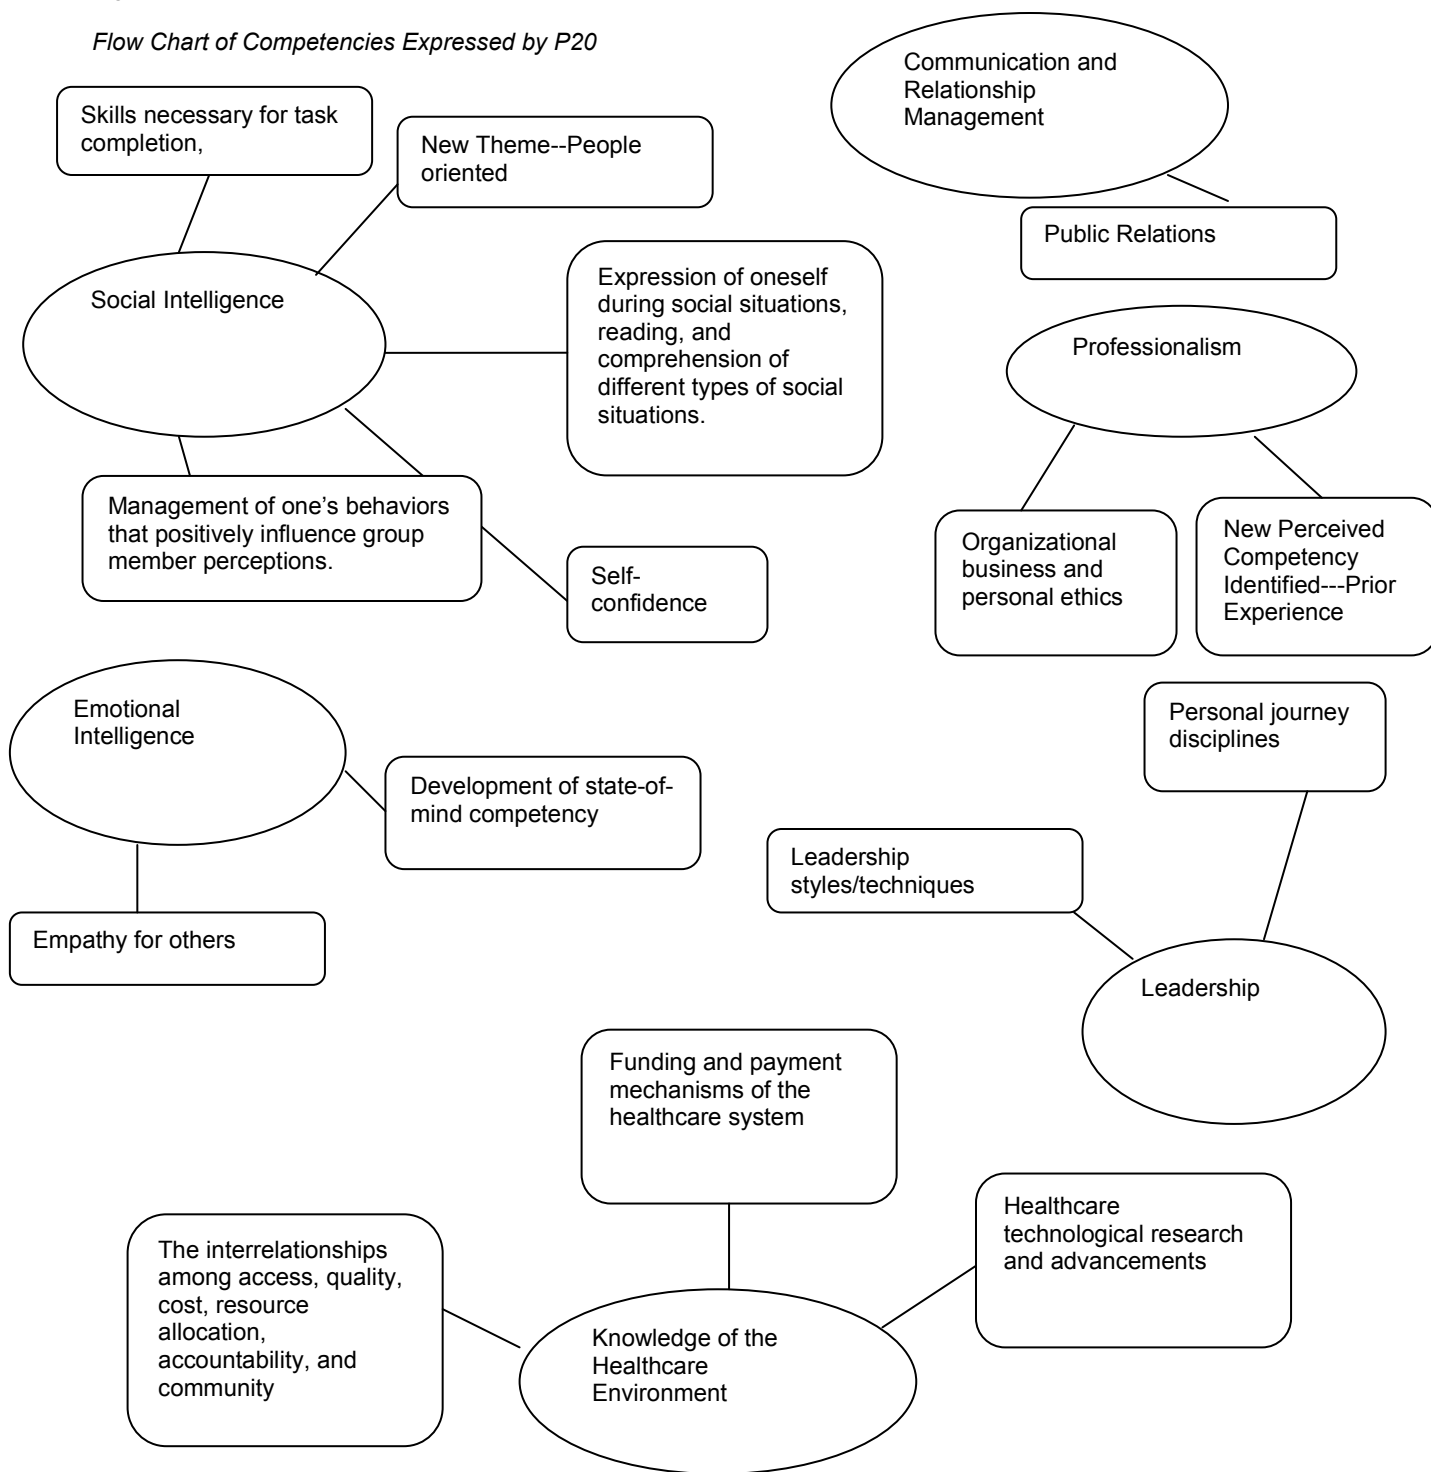 Flow Chart of Competencies Expressed by P20
Communication and
Relationship
Management
Skills necessary for task
completion,
New Theme--People
oriented
Public Relations
Social Intelligence
Expression of oneself
during social situations,
reading, and
comprehension of
different types of social
situations.
Professionalism
Management of one’s behaviors
that positively influence group
member perceptions.
Self-
confidence
Organizational
business and
personal ethics
New Perceived
Competency
Identified---Prior
Experience
Emotional
Intelligence
Development of state-of-
mind competency
Empathy for others
Personal journey
disciplines
Leadership
styles/techniques
Leadership
Funding and payment
mechanisms of the
healthcare system
The interrelationships
among access, quality,
cost, resource
allocation,
accountability, and
community
Healthcare
technological research
and advancements
Knowledge of the
Healthcare
Environment